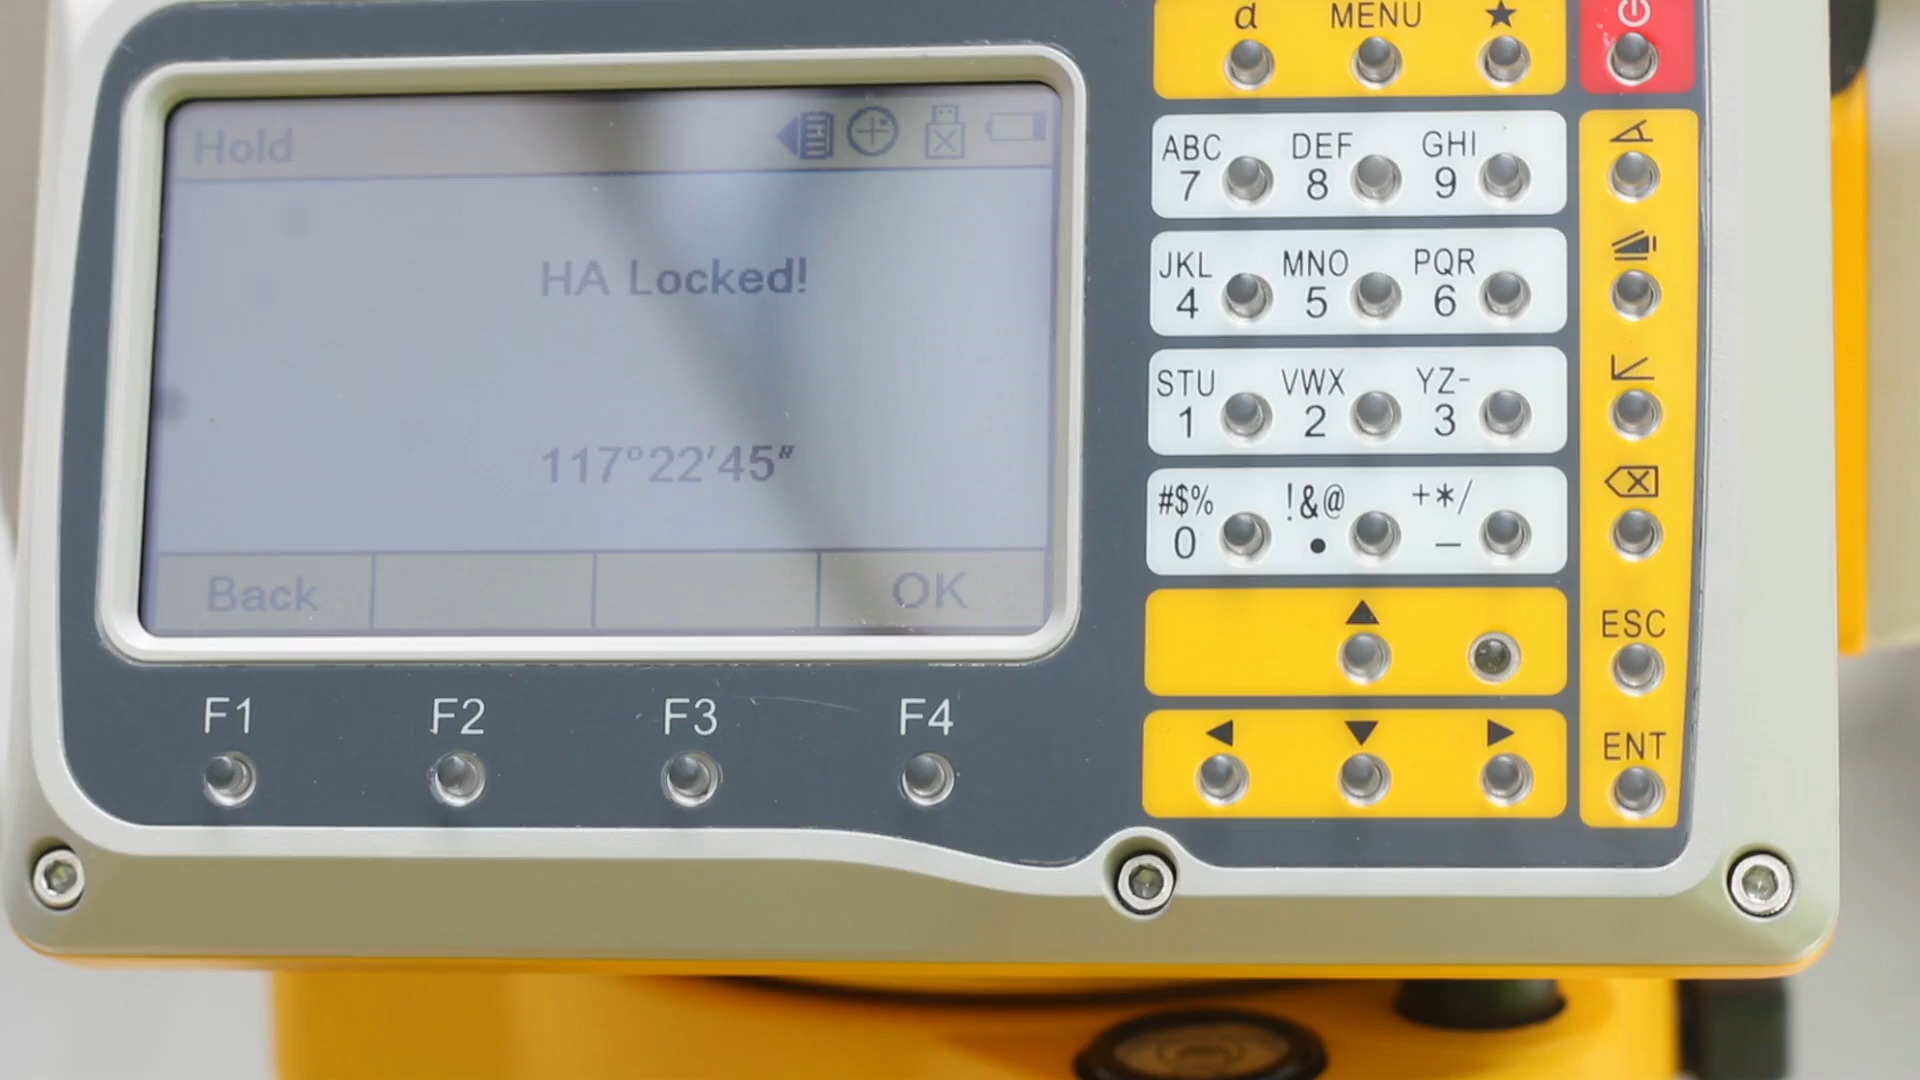 Hold
HA Locked!
117°22'45"
Back OK
F1 F2 F3 F4
α MENU ★
ABC DEF GHI
7 8 9
JKL MNO PQR
4 5 6
STU VWX YZ-
1 2 3
#$% !&@ +*/
0 • —
▲
◀ ▼ ▶
ESC
ENT